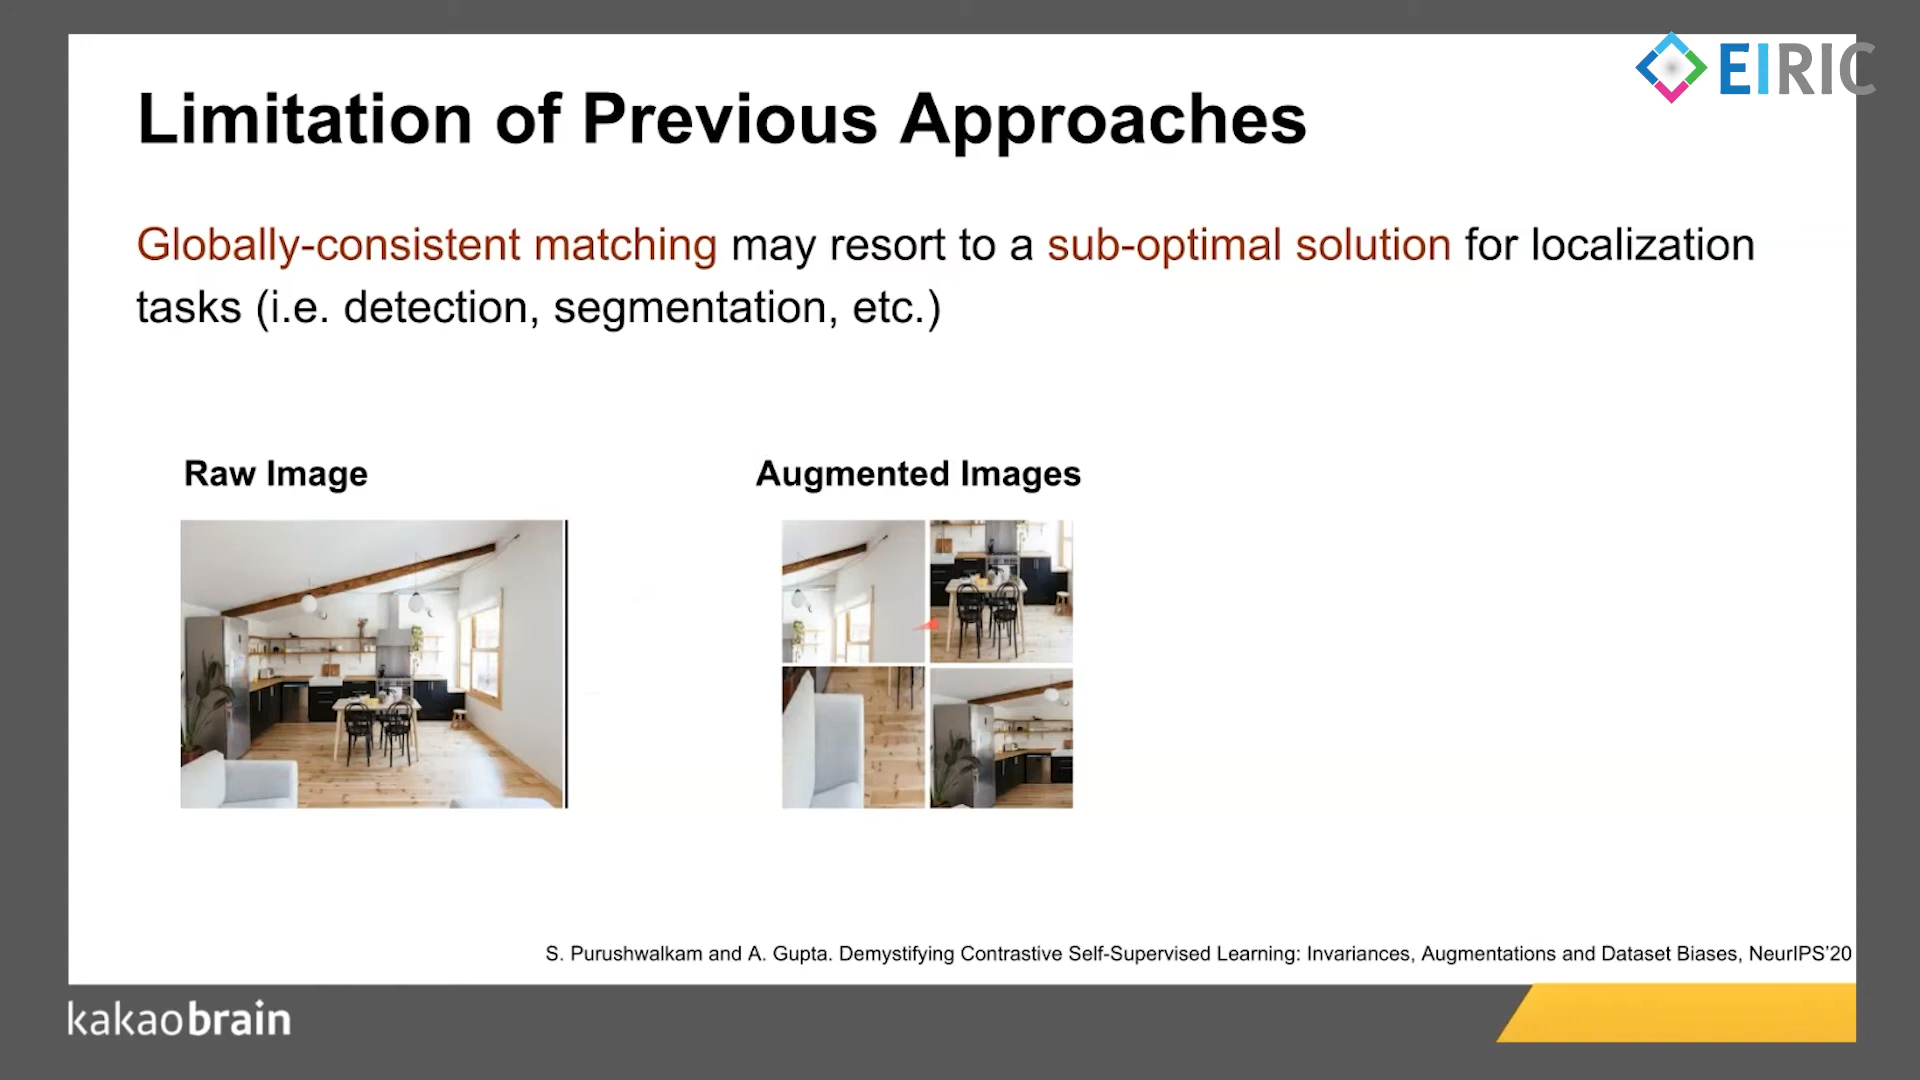 EIRIC
Limitation of Previous Approaches
Globally-consistent matching may resort to a sub-optimal solution for localization
tasks (i.e. detection, segmentation, etc.)
Raw Image
Augmented Images
S. Purushwalkam and A. Gupta. Demystifying Contrastive Self-Supervised Learning: Invariances, Augmentations and Dataset Biases, NeurIPS'20
kakaobrain